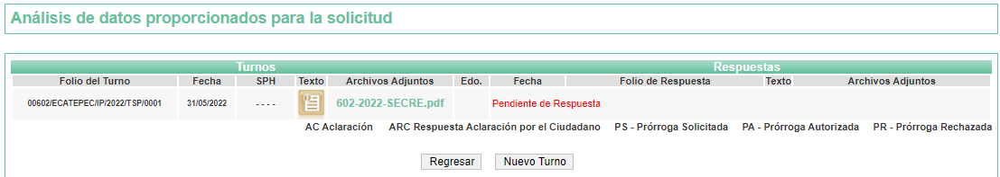 Análisis de datos proporcionados para la solicitud
Turnos Respuestas
Folio del Turno Fecha SPH Texto Archivos Adjuntos Edo. Fecha Folio de Respuesta Texto Archivos Adjuntos
00602/ECATEPEC/IP/2022/TSP/0001 31/05/2022 - - - - 602-2022-SECRE.pdf Pendiente de Respuesta
AC Aclaración ARC Respuesta Aclaración por el Ciudadano PS - Prórroga Solicitada PA - Prórroga Autorizada PR - Prórroga Rechazada
Regresar Nuevo Turno